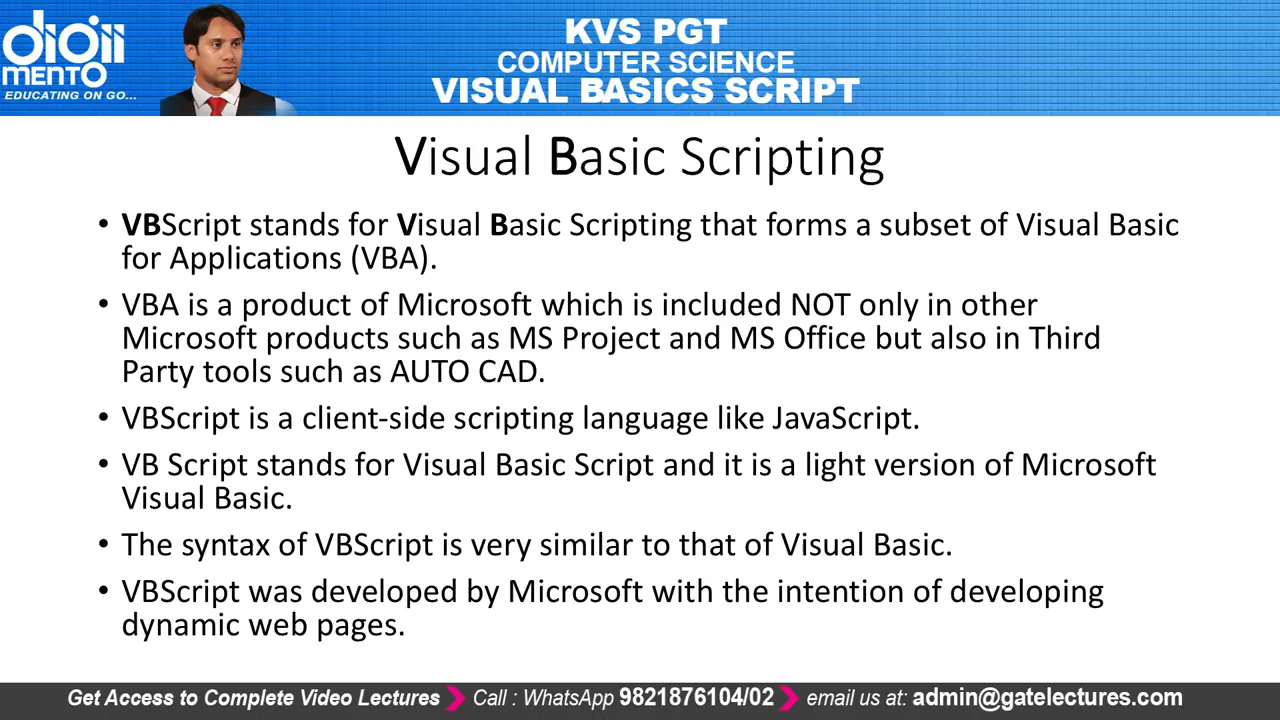 digii
mento
EDUCATING ON GO...
KVS PGT
COMPUTER SCIENCE
VISUAL BASICS SCRIPT
Visual Basic Scripting
• VBScript stands for Visual Basic Scripting that forms a subset of Visual Basic
for Applications (VBA).
• VBA is a product of Microsoft which is included NOT only in other
Microsoft products such as MS Project and MS Office but also in Third
Party tools such as AUTO CAD.
• VBScript is a client-side scripting language like JavaScript.
• VB Script stands for Visual Basic Script and it is a light version of Microsoft
Visual Basic.
• The syntax of VBScript is very similar to that of Visual Basic.
• VBScript was developed by Microsoft with the intention of developing
dynamic web pages.
Get Access to Complete Video Lectures Call : WhatsApp 9821876104/02 email us at: admin@gatelectures.com